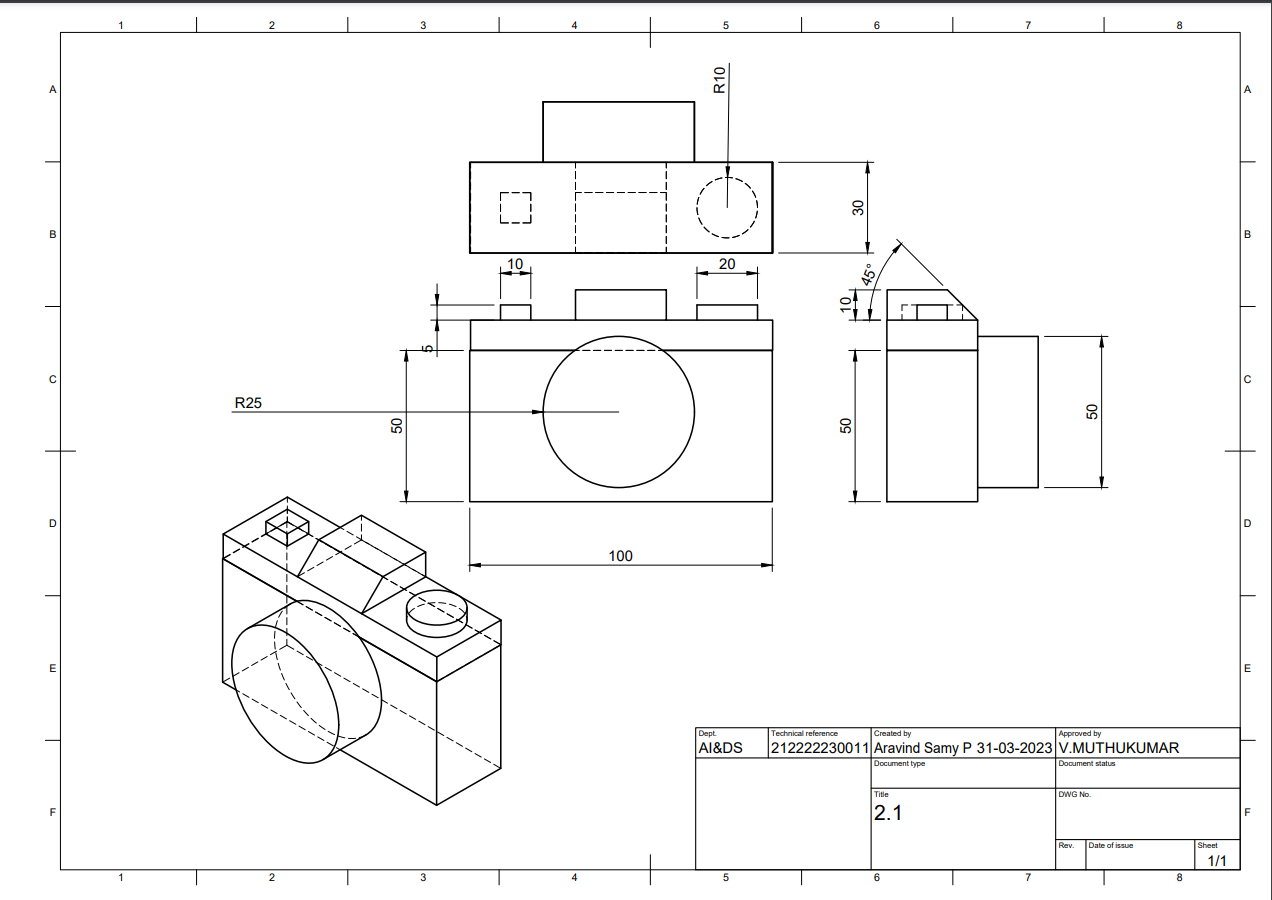 1 2 3 4 5 6 7 8
A A
R10
B 30 B
10 20
45°
10
5
C C
R25
50 50 50
D D
100
E E
Dept. Technical reference Created by Approved by
AI&DS 212222230011 Aravind Samy P 31-03-2023 V.MUTHUKUMAR
Document type Document status
Title DWG No.
2.1
F F
Rev. Date of issue Sheet
1/1
1 2 3 4 5 6 7 8